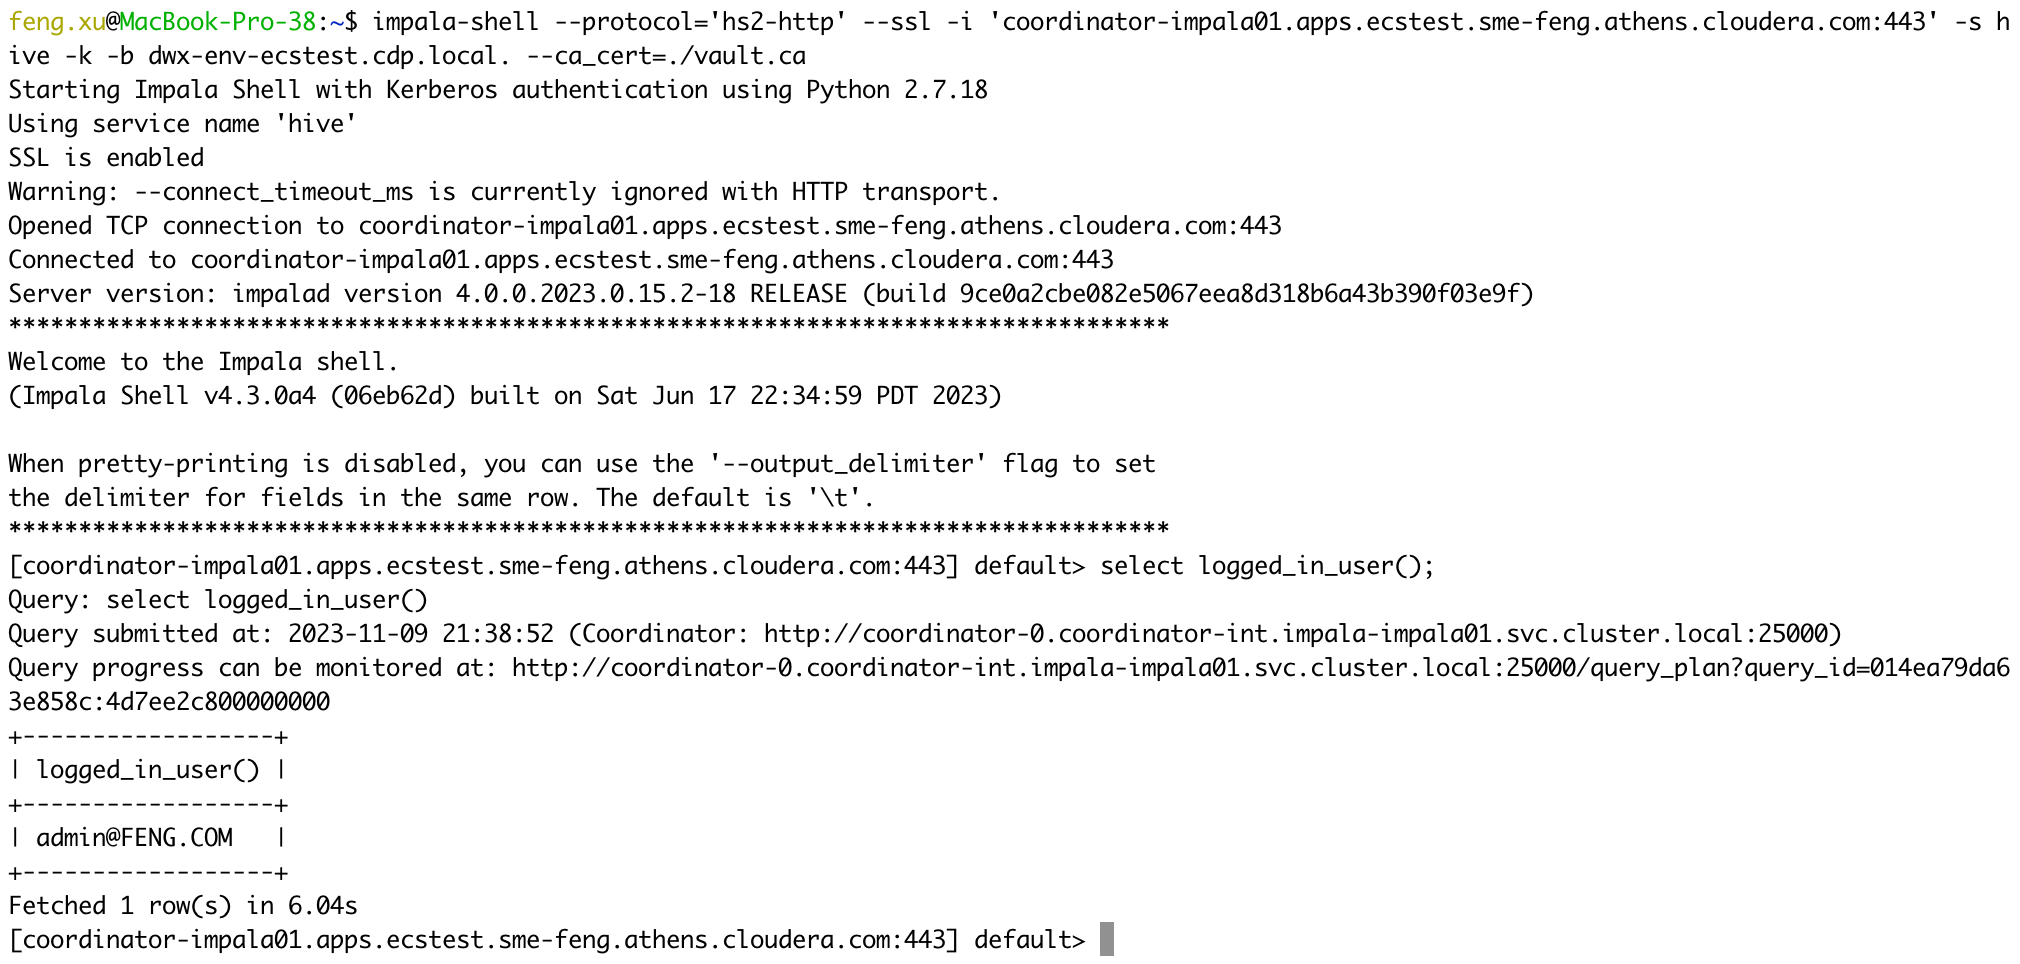 feng.xu@MacBook-Pro-38:~$ impala-shell --protocol='hs2-http' --ssl -i 'coordinator-impala01.apps.ecstest.sme-feng.athens.cloudera.com:443' -s h
ive -k -b dwx-env-ecstest.cdp.local. --ca_cert=./vault.ca
Starting Impala Shell with Kerberos authentication using Python 2.7.18
Using service name 'hive'
SSL is enabled
Warning: --connect_timeout_ms is currently ignored with HTTP transport.
Opened TCP connection to coordinator-impala01.apps.ecstest.sme-feng.athens.cloudera.com:443
Connected to coordinator-impala01.apps.ecstest.sme-feng.athens.cloudera.com:443
Server version: impalad version 4.0.0.2023.0.15.2-18 RELEASE (build 9ce0a2cbe082e5067eea8d318b6a43b390f03e9f)
***********************************************************************************
Welcome to the Impala shell.
(Impala Shell v4.3.0a4 (06eb62d) built on Sat Jun 17 22:34:59 PDT 2023)

When pretty-printing is disabled, you can use the '--output_delimiter' flag to set
the delimiter for fields in the same row. The default is '\t'.
***********************************************************************************
[coordinator-impala01.apps.ecstest.sme-feng.athens.cloudera.com:443] default> select logged_in_user();
Query: select logged_in_user()
Query submitted at: 2023-11-09 21:38:52 (Coordinator: http://coordinator-0.coordinator-int.impala-impala01.svc.cluster.local:25000)
Query progress can be monitored at: http://coordinator-0.coordinator-int.impala-impala01.svc.cluster.local:25000/query_plan?query_id=014ea79da6
3e858c:4d7ee2c800000000
+------------------+
| logged_in_user() |
+------------------+
| admin@FENG.COM   |
+------------------+
Fetched 1 row(s) in 6.04s
[coordinator-impala01.apps.ecstest.sme-feng.athens.cloudera.com:443] default>